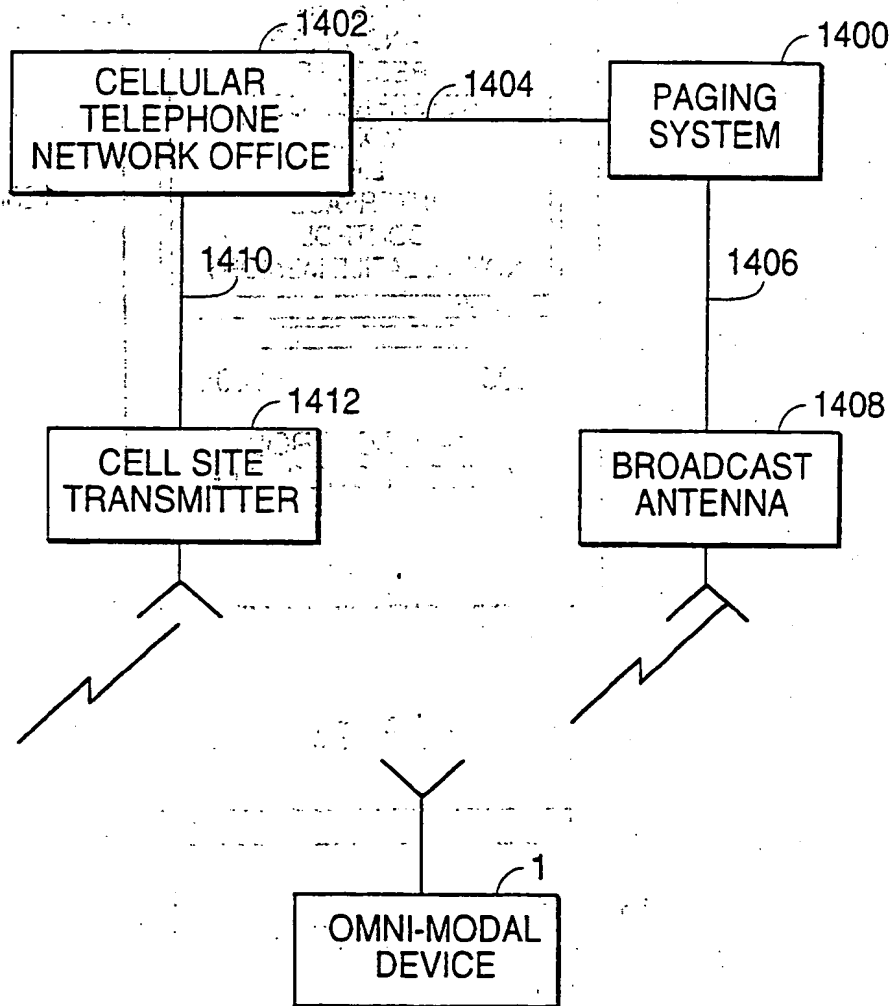 1402
CELLULAR
TELEPHONE
NETWORK OFFICE
1404
1400
PAGING
SYSTEM
1410
1406
1412
CELL SITE
TRANSMITTER
1408
BROADCAST
ANTENNA
1
OMNI-MODAL
DEVICE